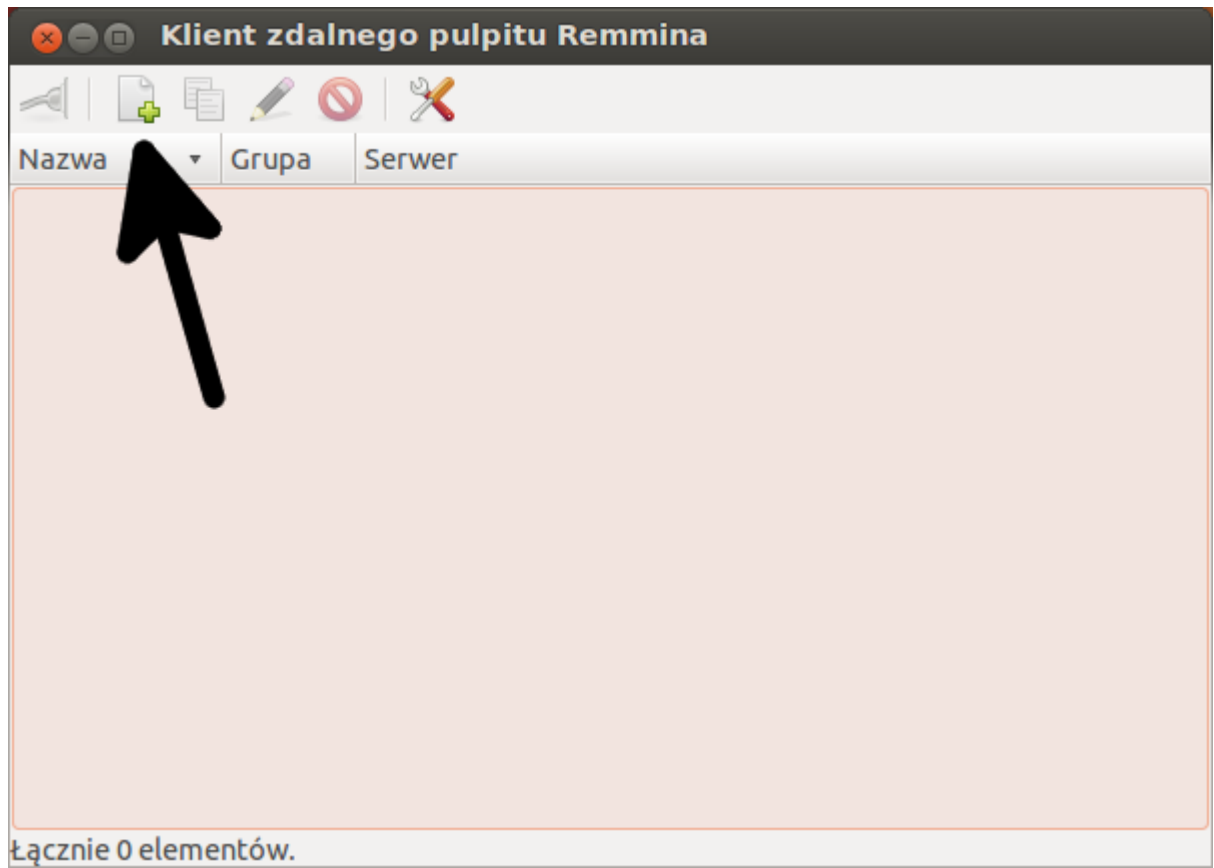 Klient zdalnego pulpitu Remmina
Nazwa Grupa Serwer
Łącznie 0 elementów.